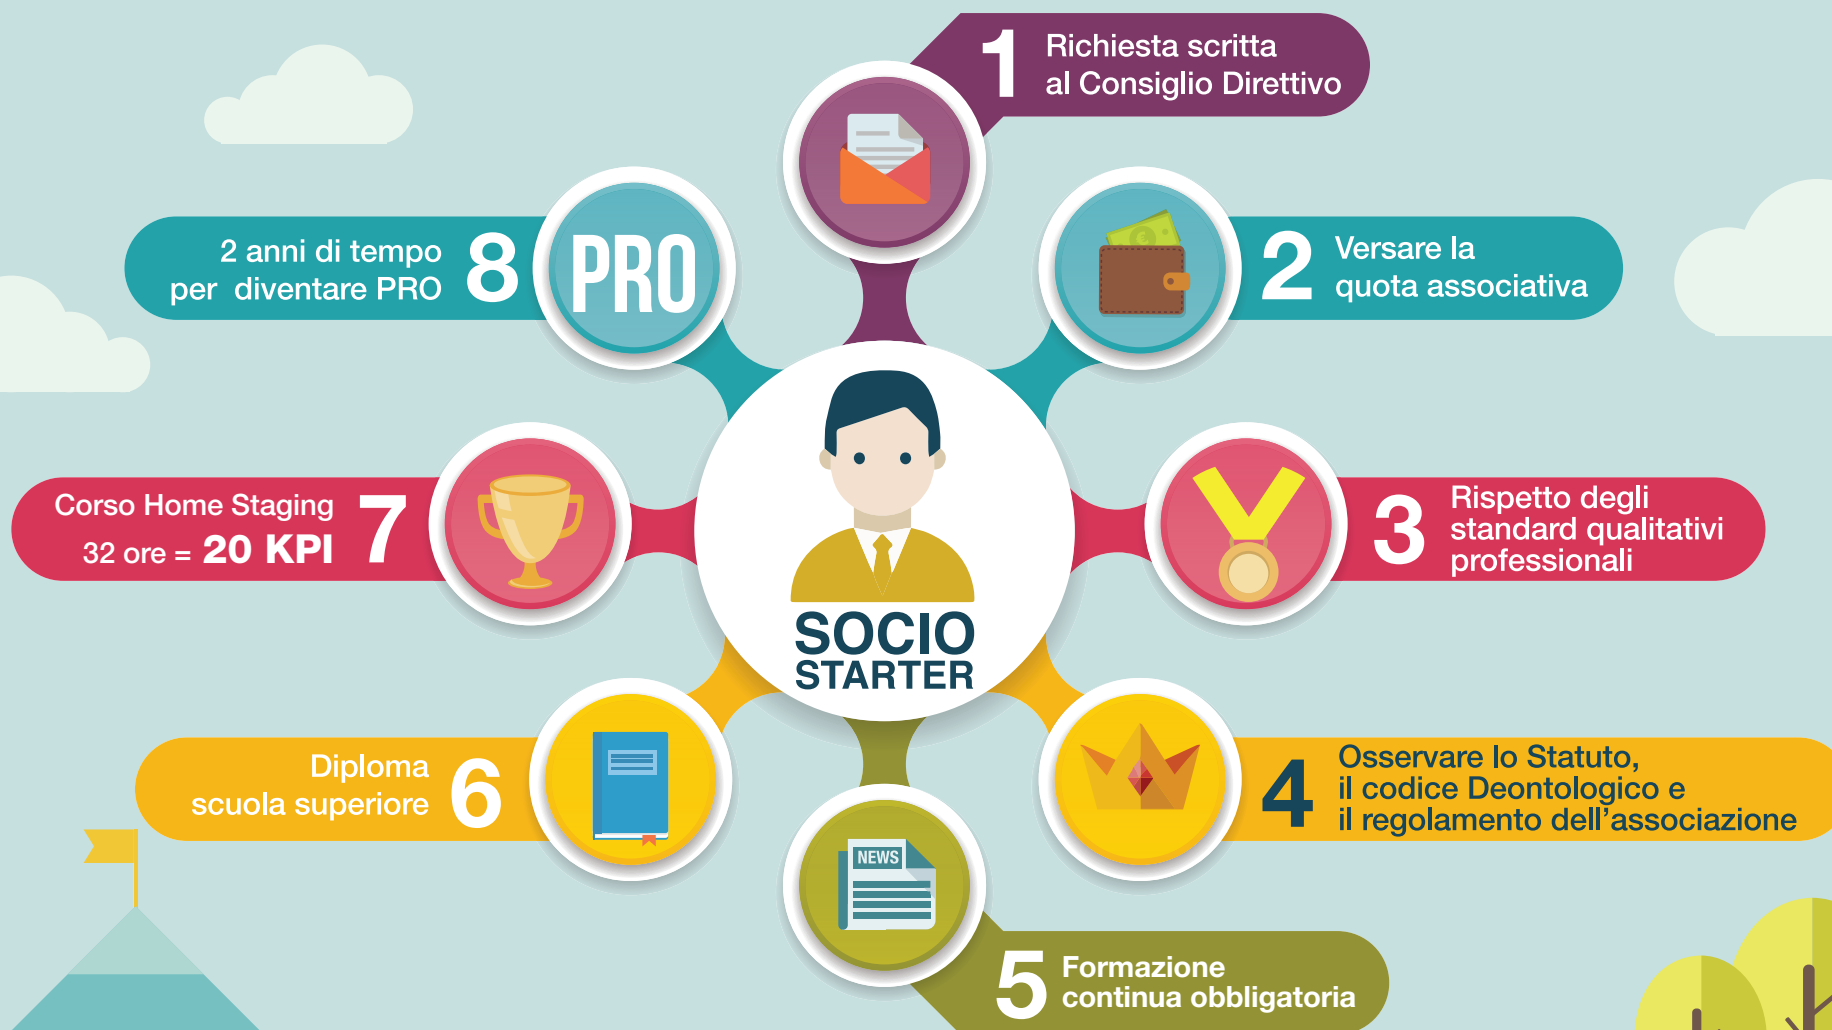 SOCIO
STARTER
1
Richiesta scritta
al Consiglio Direttivo
2
Versare la
quota associativa
3
Rispetto degli
standard qualitativi
professionali
4
Osservare lo Statuto,
il codice Deontologico e
il regolamento dell'associazione
NEWS
5
Formazione
continua obbligatoria
6
Diploma
scuola superiore
7
Corso Home Staging
32 ore = 20 KPI
8
2 anni di tempo
per diventare PRO
PRO